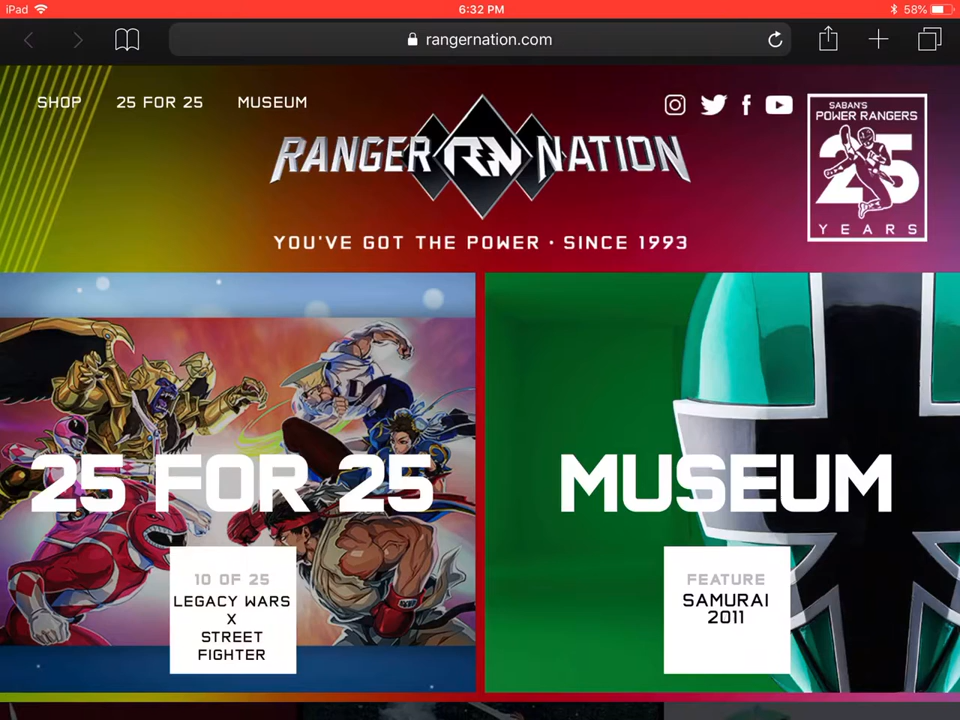 iPad
6:32 PM
58%
rangernation.com
SHOP
25 FOR 25
MUSEUM
RANGER RN NATION
YOU'VE GOT THE POWER · SINCE 1993
SABAN'S
POWER RANGERS
25
YEARS
25 FOR 25
10 OF 25
LEGACY WARS
X
STREET
FIGHTER
MUSEUM
FEATURE
SAMURAI
2011